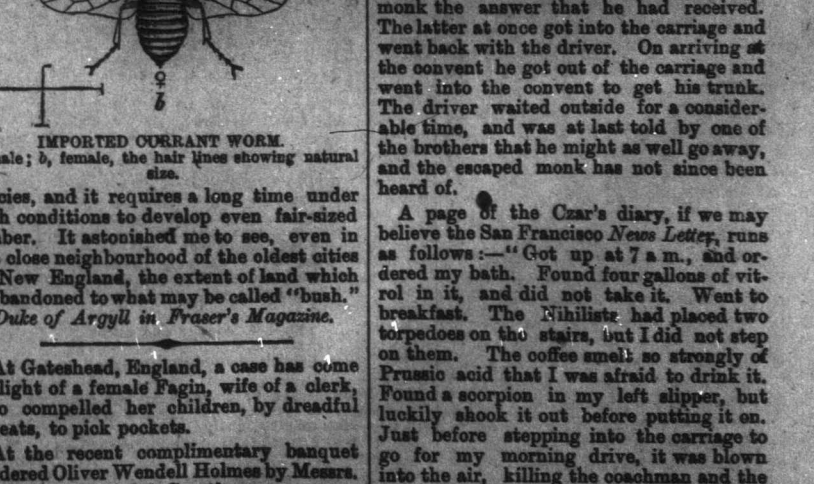 ♀
b
IMPORTED CURRANT WORM.
ale; b, female, the hair lines showing natural
size.
cies, and it requires a long time under
h conditions to develop even fair-sized
ber. It astonished me to see, even in
close neighbourhood of the oldest cities
New England, the extent of land which
bandoned to what may be called "bush."
Duke of Argyll in Fraser's Magazine.
At Gateshead, England, a case has come
light of a female Fagin, wife of a clerk,
o compelled her children, by dreadful
eats, to pick pockets.
At the recent complimentary banquet
dered Oliver Wendell Holmes by Messrs.
monk the answer that he had received.
The latter at once got into the carriage and
went back with the driver. On arriving at
the convent he got out of the carriage and
went into the convent to get his trunk.
The driver waited outside for a consider-
able time, and was at last told by one of
the brothers that he might as well go away,
and the escaped monk has not since been
heard of.
A page of the Czar's diary, if we may
believe the San Francisco News Letter, runs
as follows:—"Got up at 7 a m., and or-
dered my bath. Found four gallons of vit-
rol in it, and did not take it. Went to
breakfast. The Nihilists had placed two
torpedoes on the stairs, but I did not step
on them. The coffee smelt so strongly of
Prussic acid that I was afraid to drink it.
Found a scorpion in my left slipper, but
luckily shook it out before putting it on.
Just before stepping into the carriage to
go for my morning drive, it was blown
into the air, killing the coachman and the